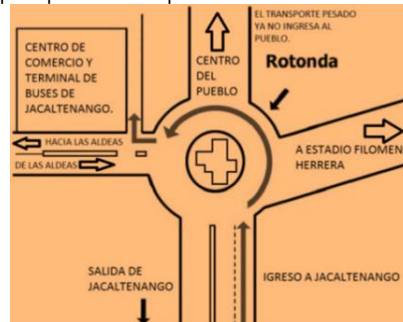 EL TRANSPORTE PESADO
YA NO INGRESA AL
PUEBLO.
CENTRO DE
COMERCIO Y
TERMINAL DE
BUSES DE
JACALTENANGO.
CENTRO
DEL
PUEBLO
Rotonda
HACIA LAS ALDEAS
DE LAS ALDEAS
A ESTADIO FILOMEN
HERRERA
SALIDA DE
JACALTENANGO
IGRESO A JACALTENANGO